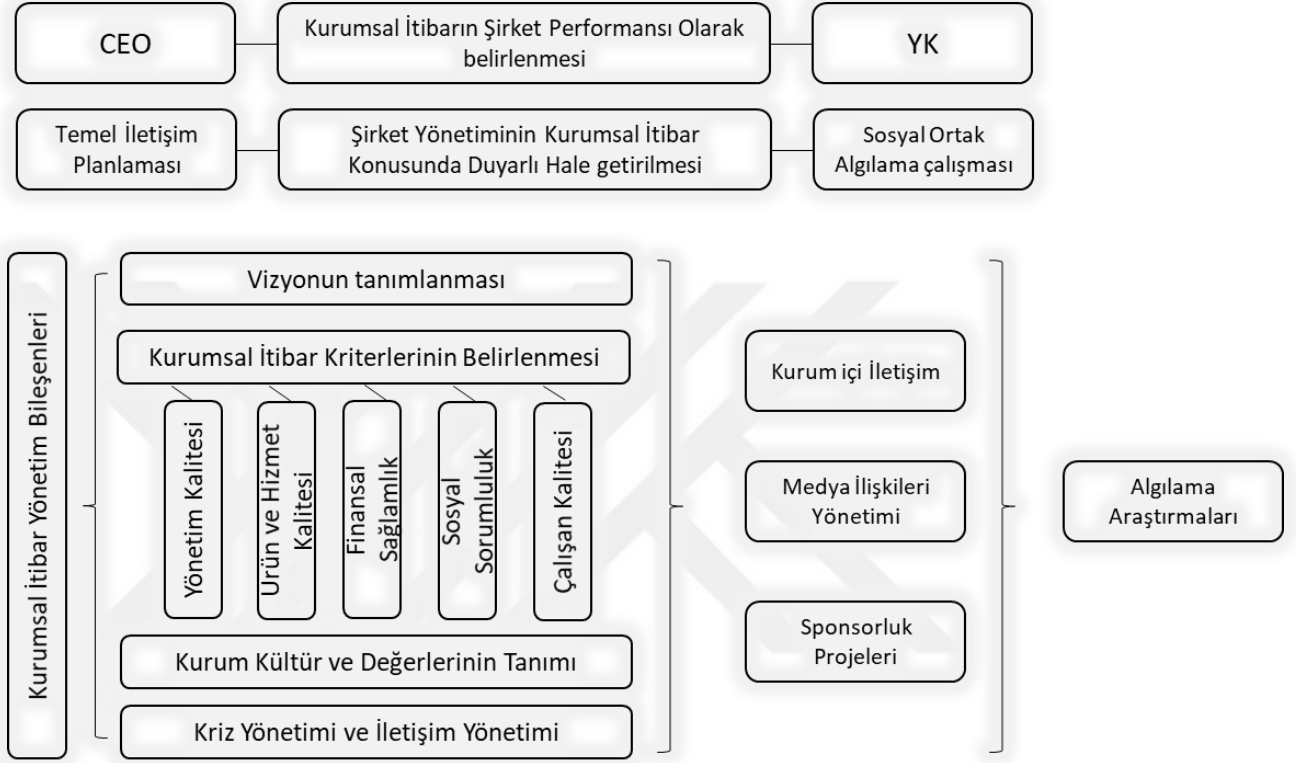 CEO
Kurumsal İtibarın Şirket Performansı Olarak
belirlenmesi
YK
Temel İletişim
Planlaması
Şirket Yönetiminin Kurumsal İtibar
Konusunda Duyarlı Hale getirilmesi
Sosyal Ortak
Algılama çalışması
Kurumsal İtibar Yönetim Bileşenleri
Vizyonun tanımlanması
Kurumsal İtibar Kriterlerinin Belirlenmesi
Yönetim Kalitesi
Ürün ve Hizmet
Kalitesi
Finansal
Sağlamlık
Sosyal
Sorumluluk
Çalışan Kalitesi
Kurum Kültür ve Değerlerinin Tanımı
Kriz Yönetimi ve İletişim Yönetimi
Kurum içi İletişim
Medya İlişkileri
Yönetimi
Sponsorluk
Projeleri
Algılama
Araştırmaları